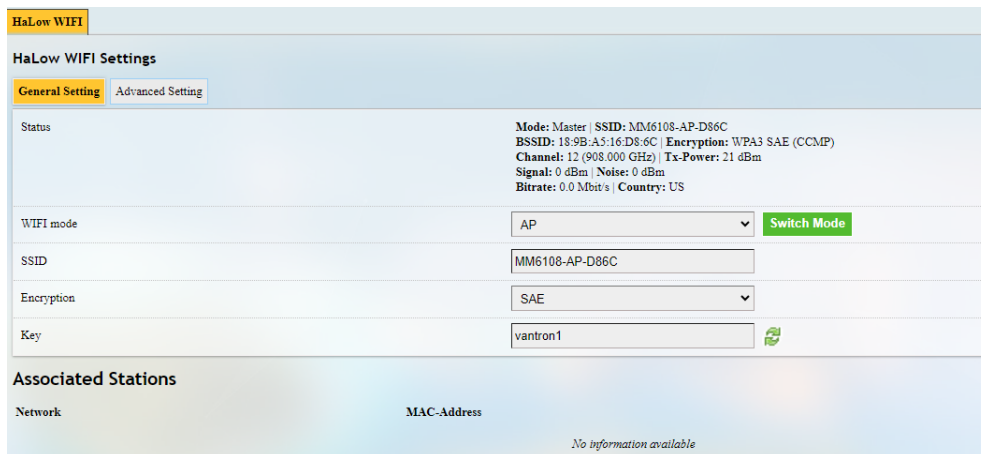 HaLow WIFI
HaLow WIFI Settings
General Setting Advanced Setting
Status
Mode: Master | SSID: MM6108-AP-D86C
BSSID: 18:9B:A5:16:D8:6C | Encryption: WPA3 SAE (CCMP)
Channel: 12 (908.000 GHz) | Tx-Power: 21 dBm
Signal: 0 dBm | Noise: 0 dBm
Bitrate: 0.0 Mbit/s | Country: US
WIFI mode AP Switch Mode
SSID MM6108-AP-D86C
Encryption SAE
Key vantron1
Associated Stations
Network MAC-Address
No information available